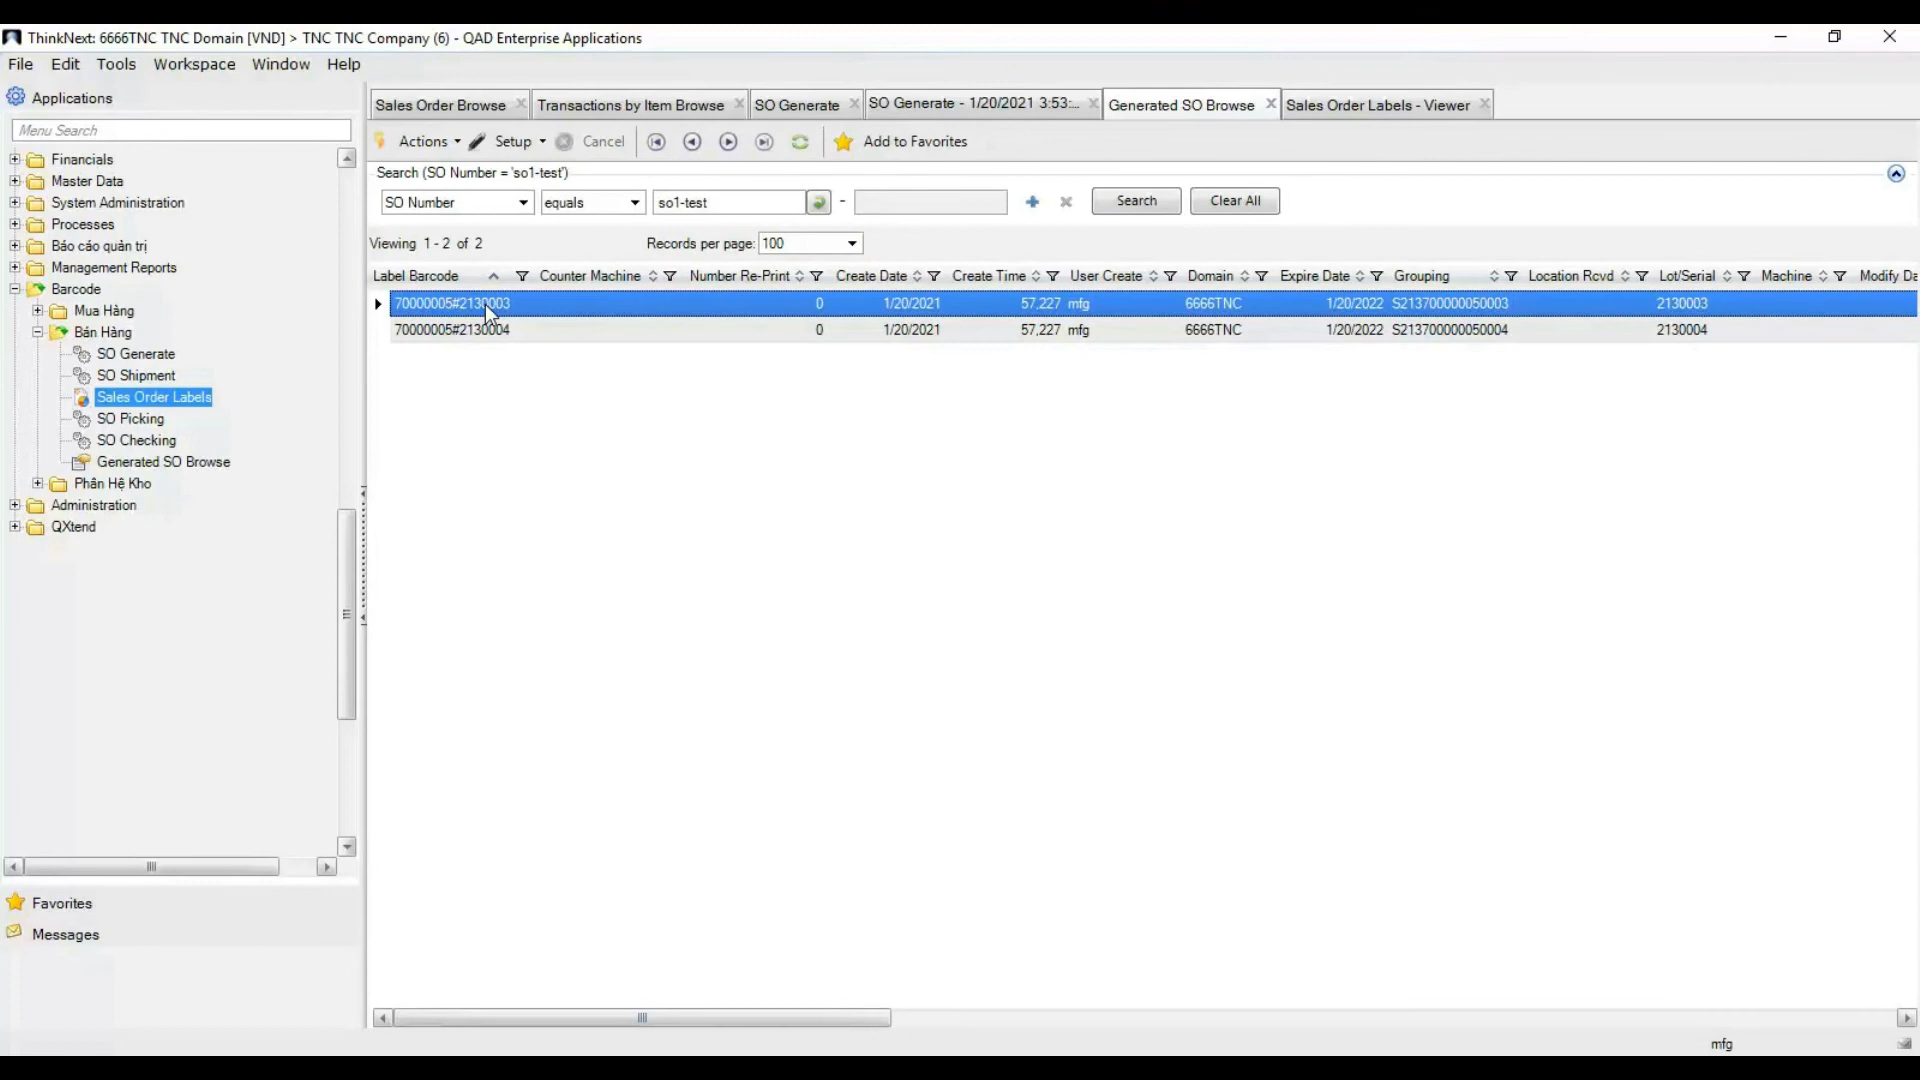 ThinkNext: 6666TNC TNC Domain [VND] > TNC TNC Company (6) - QAD Enterprise Applications
File Edit Tools Workspace Window Help
Applications
Menu Search
Financials
Master Data
System Administration
Processes
Báo cáo quản trị
Management Reports
Barcode
Mua Hàng
Bán Hàng
SO Generate
SO Shipment
Sales Order Labels
SO Picking
SO Checking
Generated SO Browse
Phân Hệ Kho
Administration
QXtend
Favorites
Messages
Sales Order Browse Transactions by Item Browse SO Generate SO Generate - 1/20/2021 3:53:... Generated SO Browse Sales Order Labels - Viewer
Actions Setup Cancel Add to Favorites
Search (SO Number = 'so1-test')
SO Number equals so1-test - Search Clear All
Viewing 1 - 2 of 2 Records per page: 100
Label Barcode Counter Machine Number Re-Print Create Date Create Time User Create Domain Expire Date Grouping Location Rcvd Lot/Serial Machine Modify Da
70000005#2130003 0 1/20/2021 57,227 mfg 6666TNC 1/20/2022 S213700000050003 2130003
70000005#2130004 0 1/20/2021 57,227 mfg 6666TNC 1/20/2022 S213700000050004 2130004
mfg